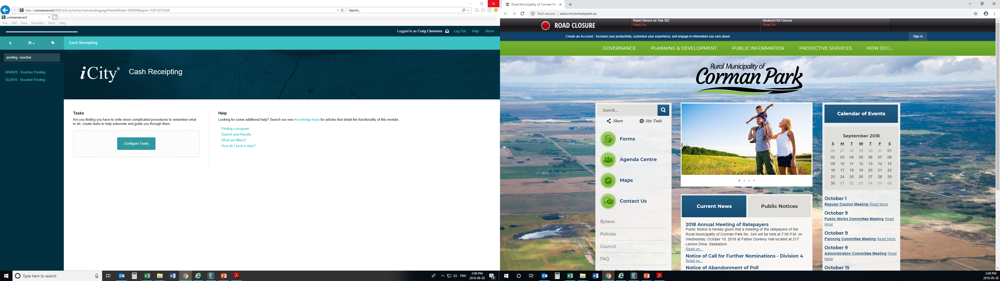 http://cormanserver2:8585/e3Live/home/menulandingpage?ParentNode=7000000&izpid=1538152574328
Search...
cormanserver2
File Edit View Favorites Tools Help
Logged in as Craig Clements Log Out Help About
Cash Receipting
posting voucher
AR4020 - Voucher Posting
GL4010 - Voucher Posting
iCity® Cash Receipting
Tasks
Are you finding you have to write down complicated procedures to remember what
to do; create tasks to help automate and guide you through them.
Configure Tasks
Help
Looking for some additional help? Search our new Knowledge base for articles that detail the functionality of this module.
Finding a program
Search and Results
What are filters?
How do I save a view?
Type here to search
ENG
2:48 PM
2018-09-28
4
Rural Municipality of Corman Pa
Not secure | www.rmcormanpark.ca
ROAD CLOSURE
Road Closure on Twp 382
Read On...
Neuhorst Rd Closure
Read On...
Create an Account - Increase your productivity, customize your experience, and engage in information you care about.
Sign In
GOVERNANCE PLANNING & DEVELOPMENT PUBLIC INFORMATION PROTECTIVE SERVICES HOW DO I...
Rural Municipality of
Corman Park
Search...
Share Site Tools
Forms
Agenda Centre
Maps
Contact Us
Bylaws
Policies
Council
FAQ
Career Opportunities
Current News
Public Notices
2018 Annual Meeting of Ratepayers
Public Notice is hereby given that a meeting of the ratepayers of the
Rural Municipality of Corman Park No. 344 will be held at 7:00 P.M. on
Wednesday, October 10, 2018 at Father Donlevy Hall located at 217
Lenore Drive, Saskatoon
Read on...
Notice of Call for Further Nominations - Division 4
Read on...
Notice of Abandonment of Poll
Calendar of Events
September 2018
S M T W T F S
26 27 28 29 30 31 01
02 03 04 05 06 07 08
09 10 11 12 13 14 15
16 17 18 19 20 21 22
23 24 25 26 27 28 29
30 01 02 03 04 05 06
October 1
Regular Council Meeting Read More
October 9
Public Works Committee Meeting Read
More
October 9
Planning Committee Meeting Read More
October 9
Administration Committee Meeting Read
More
October 15
2:48 PM
2018-09-28